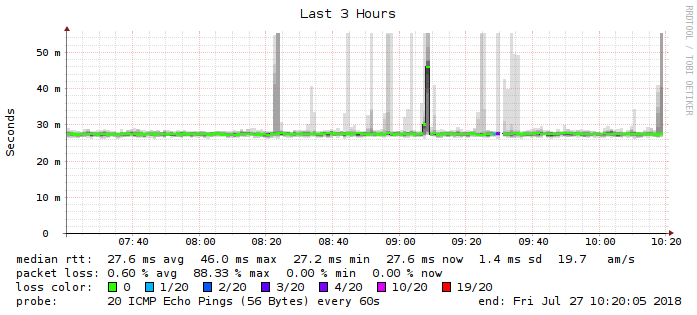 Last 3 Hours
RRDTOOL / TOBI OETIKER
Seconds
50 m
40 m
30 m
20 m
10 m
0
07:40 08:00 08:20 08:40 09:00 09:20 09:40 10:00 10:20
median rtt: 27.6 ms avg 46.0 ms max 27.2 ms min 27.6 ms now 1.4 ms sd 19.7 am/s
packet loss: 0.60 % avg 88.33 % max 0.00 % min 0.00 % now
loss color: 0 1/20 2/20 3/20 4/20 10/20 19/20
probe: 20 ICMP Echo Pings (56 Bytes) every 60s end: Fri Jul 27 10:20:05 2018